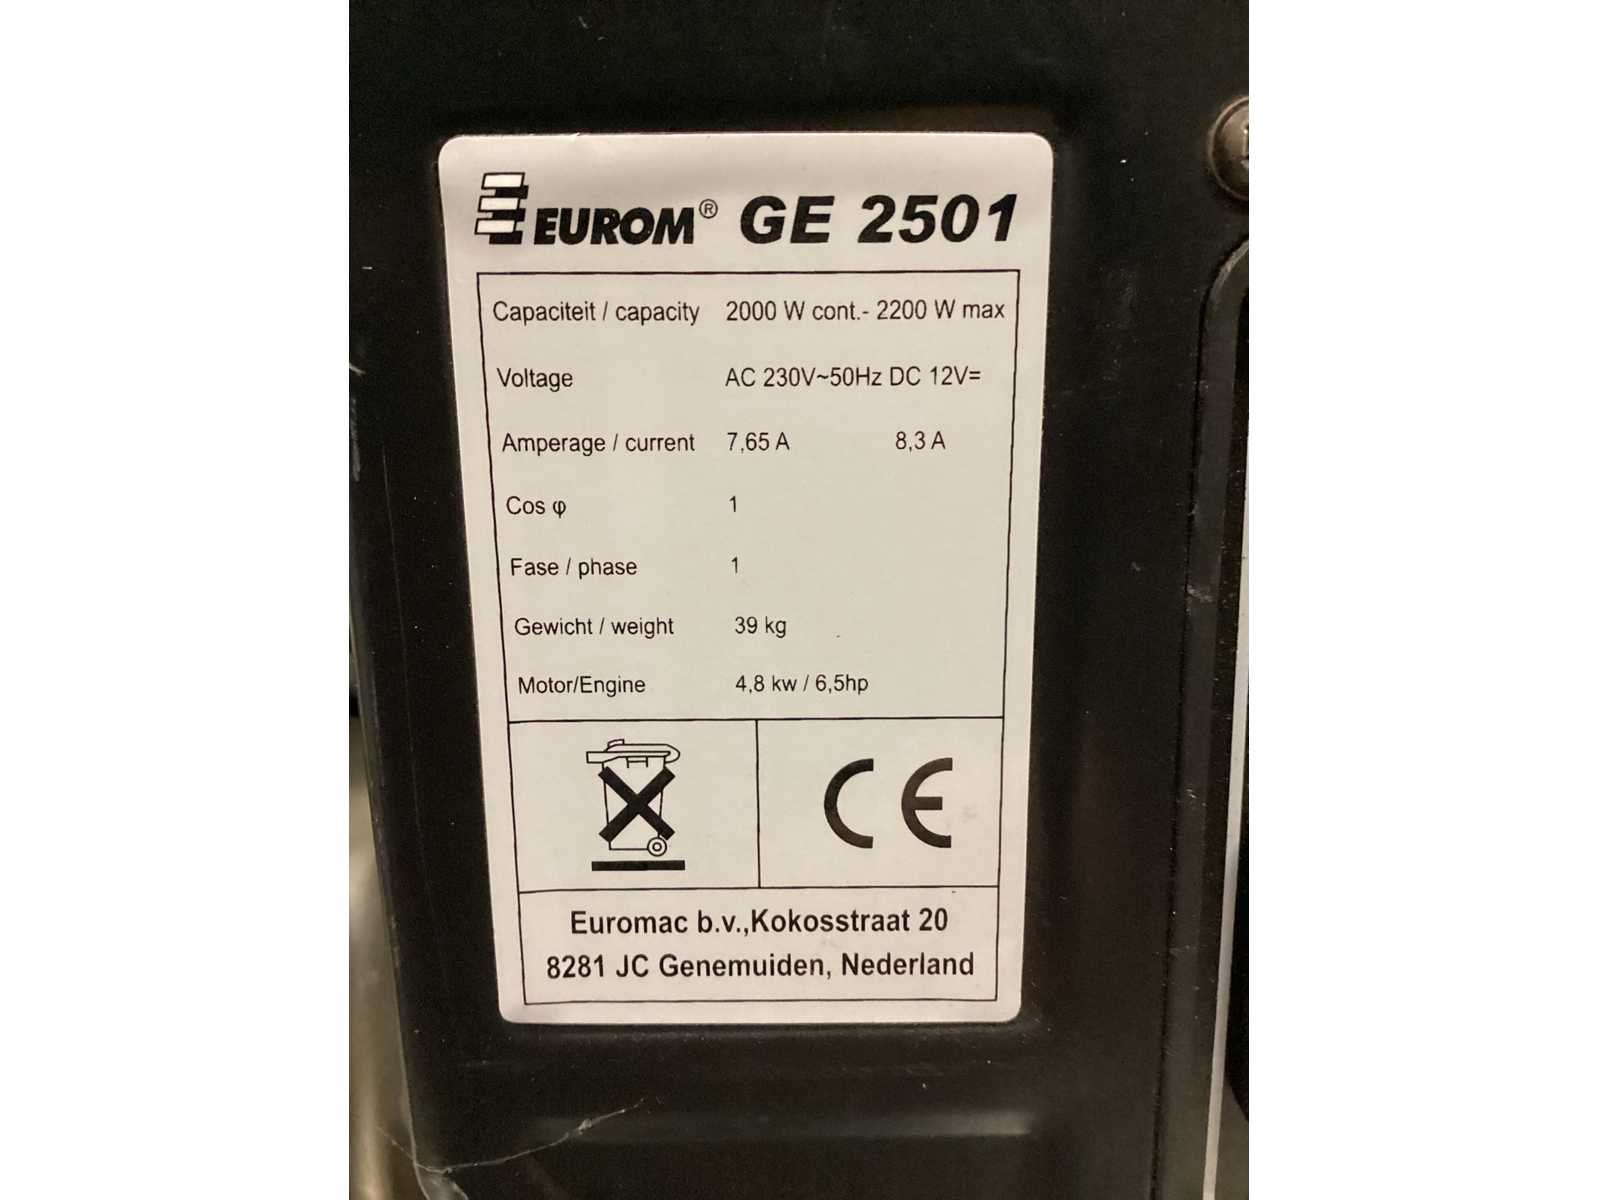 EUROM® GE 2501
Capaciteit / capacity 2000 W cont.- 2200 W max
Voltage AC 230V~50Hz DC 12V=
Amperage / current 7,65 A 8,3 A
Cos φ 1
Fase / phase 1
Gewicht / weight 39 kg
Motor/Engine 4,8 kw / 6,5hp
CE
Euromac b.v.,Kokosstraat 20
8281 JC Genemuiden, Nederland